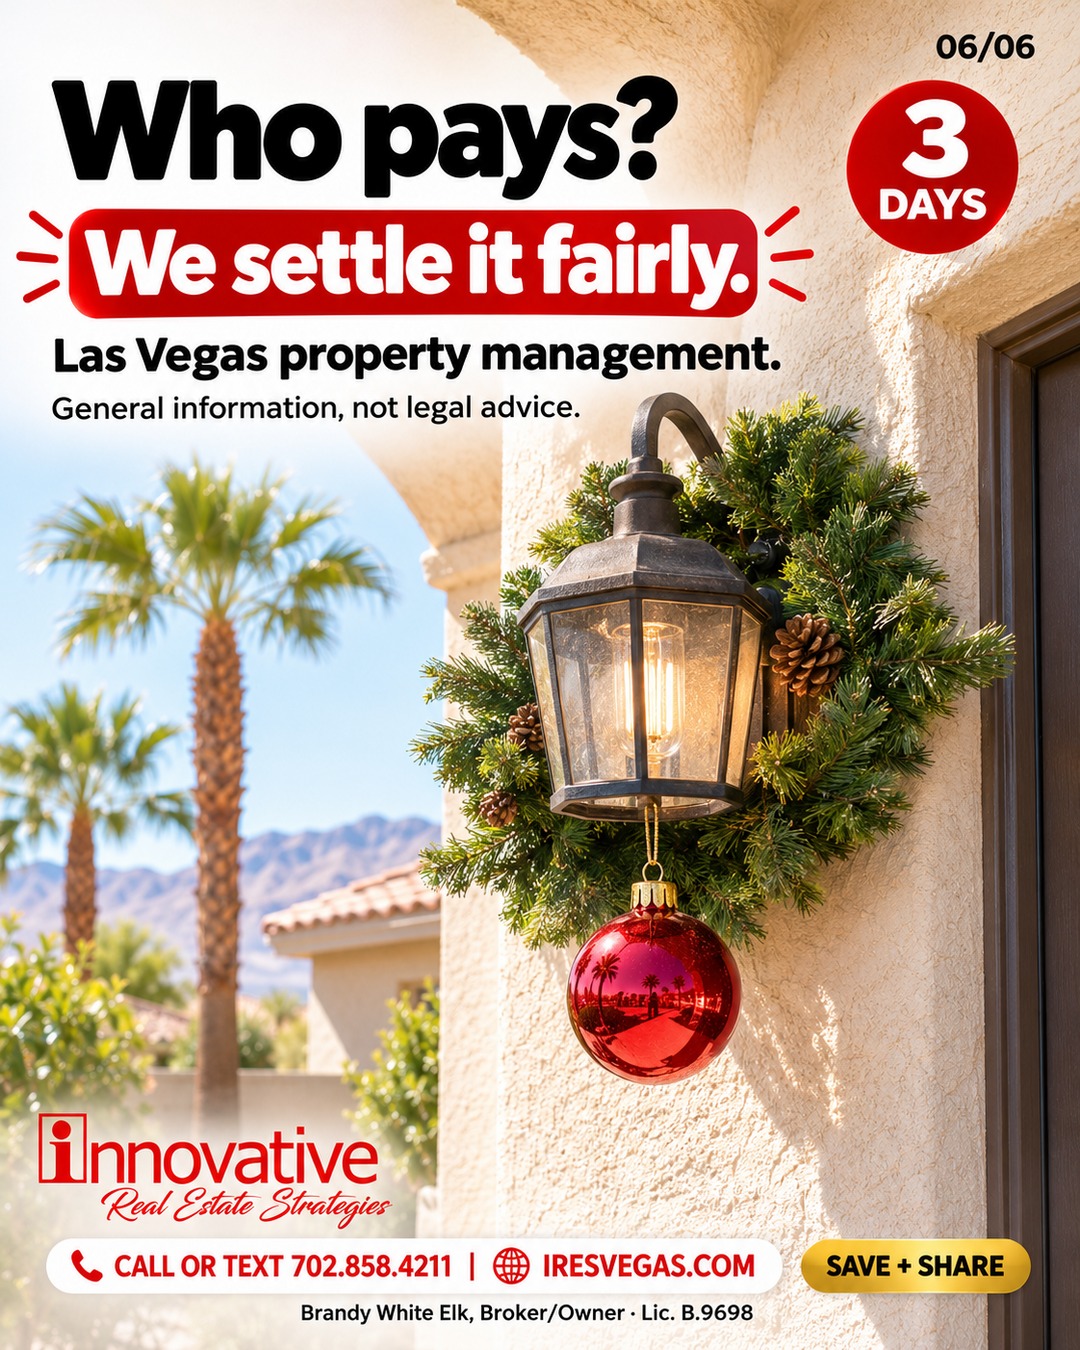 06/06
Who pays?
3
DAYS
We settle it fairly.
Las Vegas property management.
General information, not legal advice.
innovative
Real Estate Strategies
CALL OR TEXT 702.858.4211 | IRESVEGAS.COM
SAVE + SHARE
Brandy White Elk, Broker/Owner · Lic. B.9698